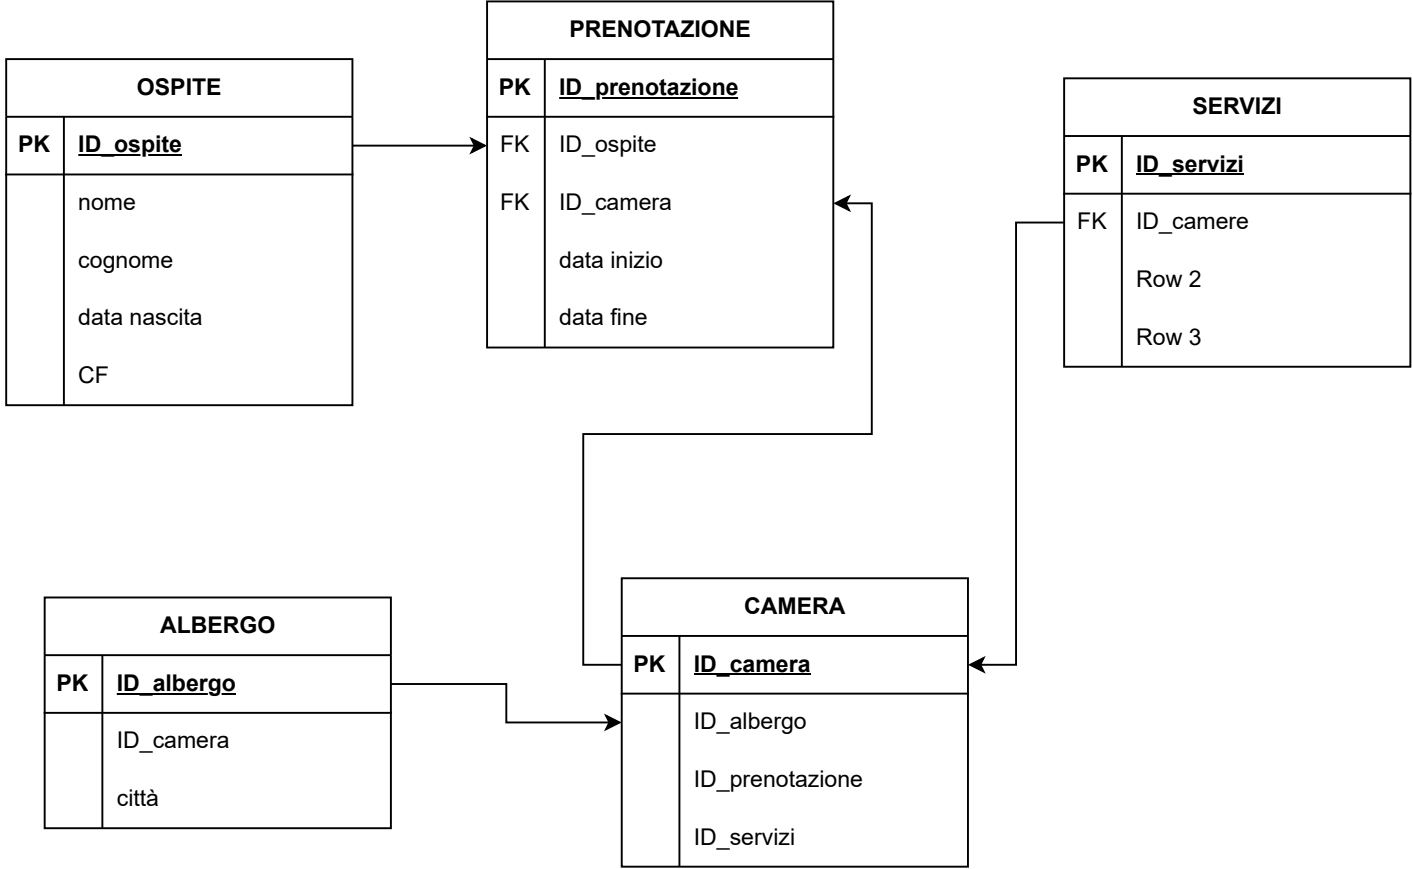 PRENOTAZIONE
PK ID_prenotazione
FK ID_ospite
FK ID_camera
data inizio
data fine
OSPITE
PK ID_ospite
nome
cognome
data nascita
CF
SERVIZI
PK ID_servizi
FK ID_camere
Row 2
Row 3
ALBERGO
PK ID_albergo
ID_camera
città
CAMERA
PK ID_camera
ID_albergo
ID_prenotazione
ID_servizi